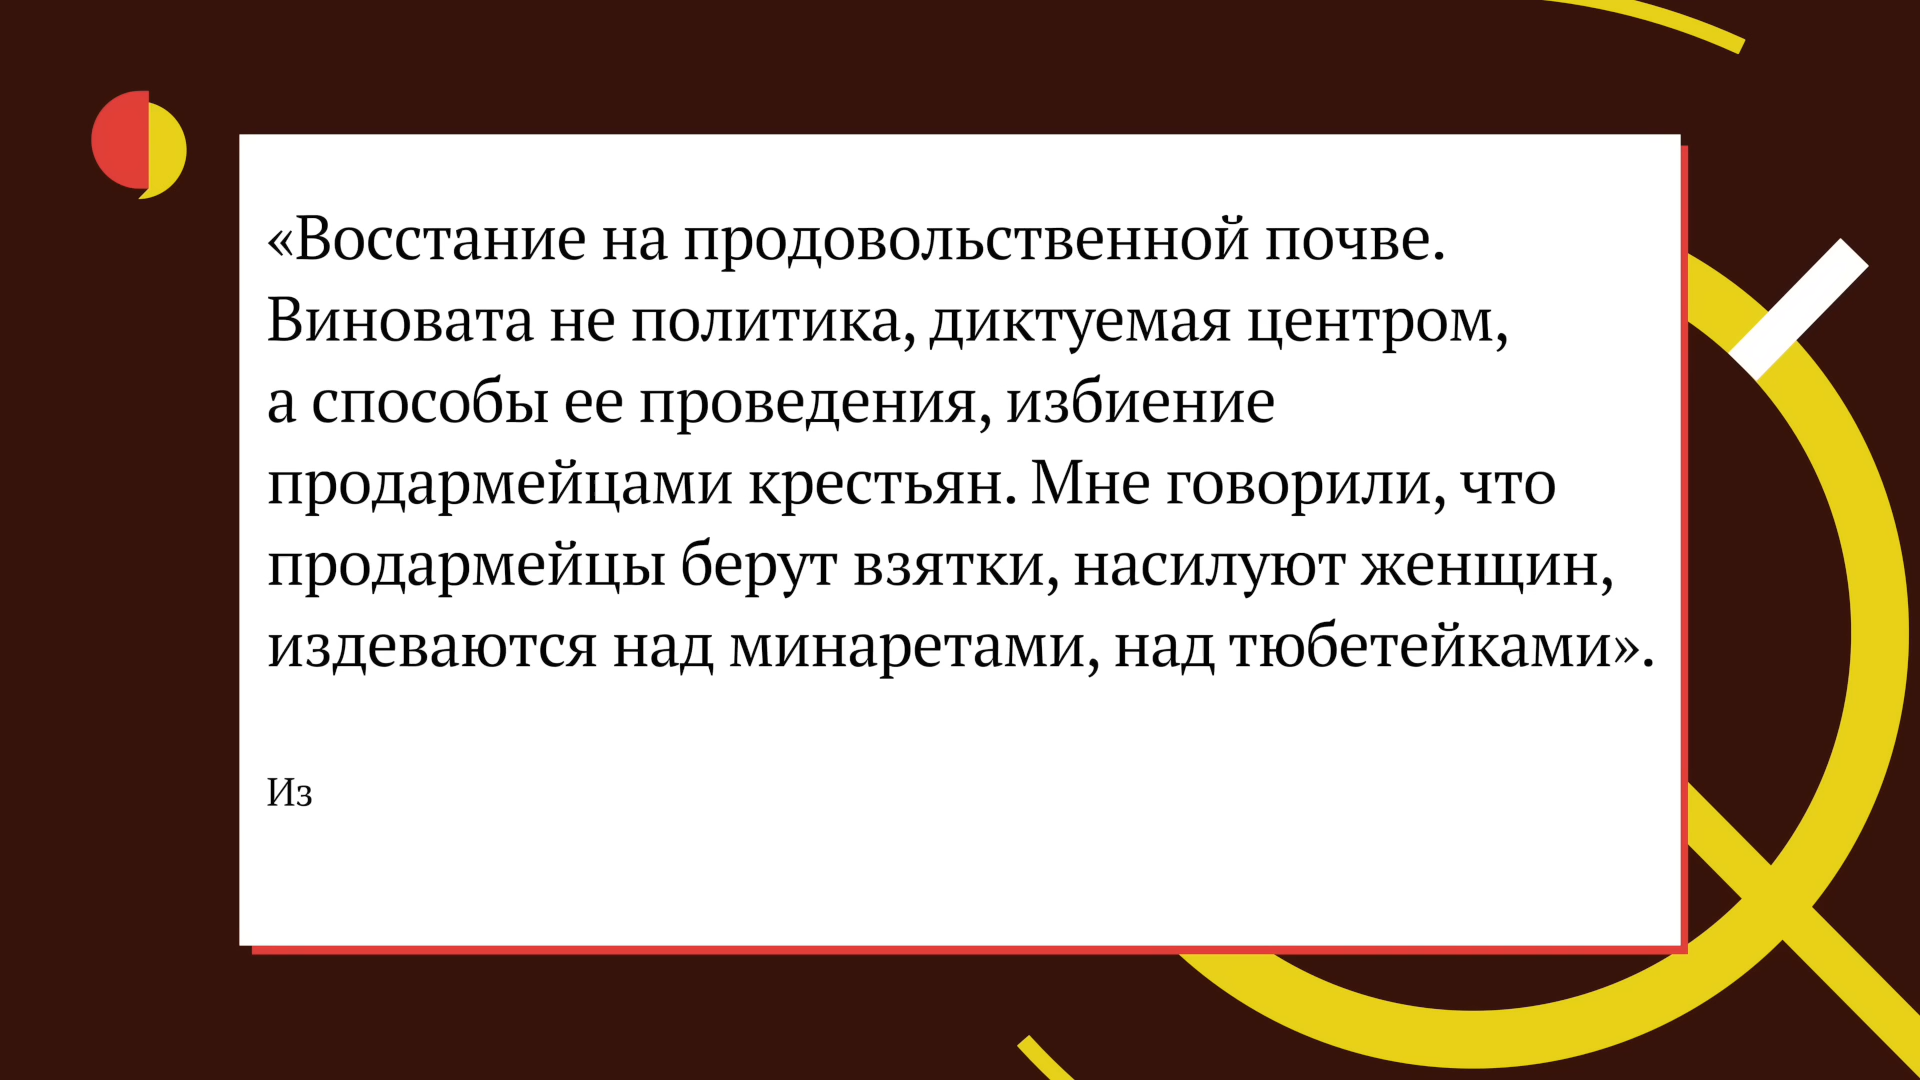 «Восстание на продовольственной почве.
Виновата не политика, диктуемая центром,
а способы ее проведения, избиение
продармейцами крестьян. Мне говорили, что
продармейцы берут взятки, насилуют женщин,
издеваются над минаретами, над тюбетейками».
Из